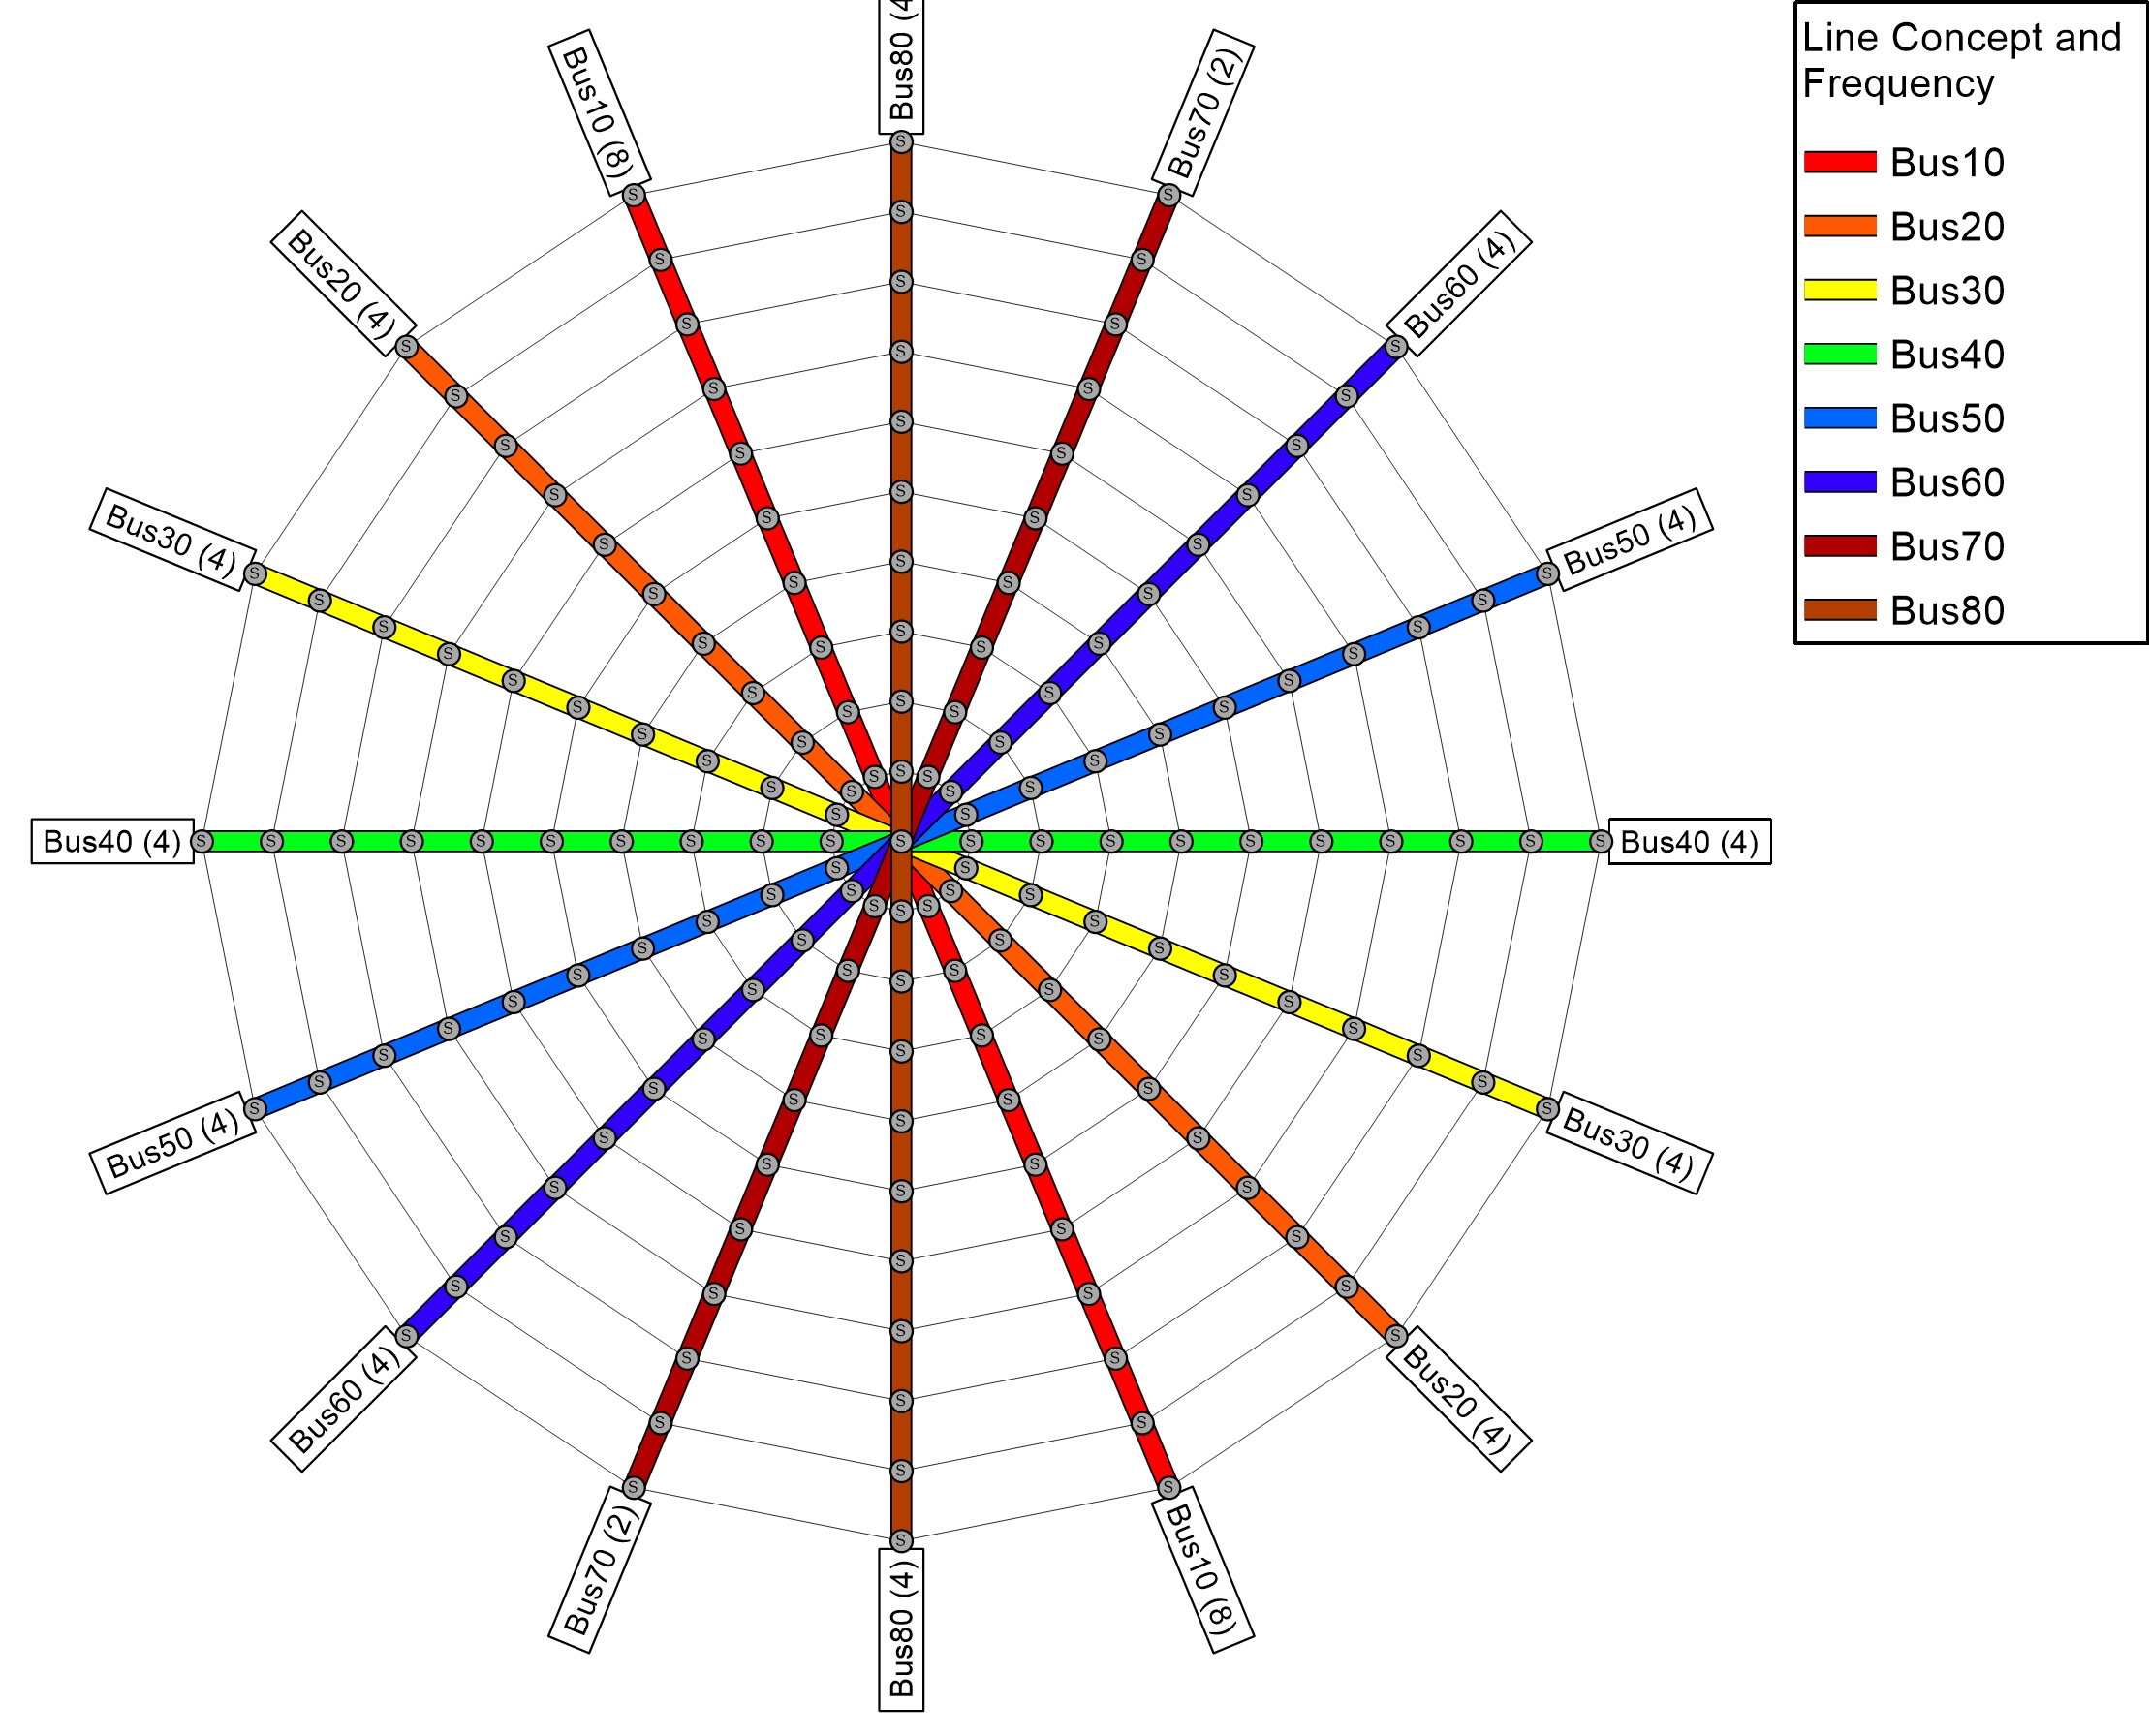 Bus80 (4
Bus10 (8)
Bus70 (2)
Bus20 (4)
Bus60 (4)
Bus30 (4)
Bus50 (4)
Bus40 (4)
Bus40 (4)
Bus50 (4)
Bus30 (4)
Bus60 (4)
Bus20 (4)
Bus70 (2)
Bus80 (4)
Bus10 (8)
Line Concept and
Frequency
Bus10
Bus20
Bus30
Bus40
Bus50
Bus60
Bus70
Bus80